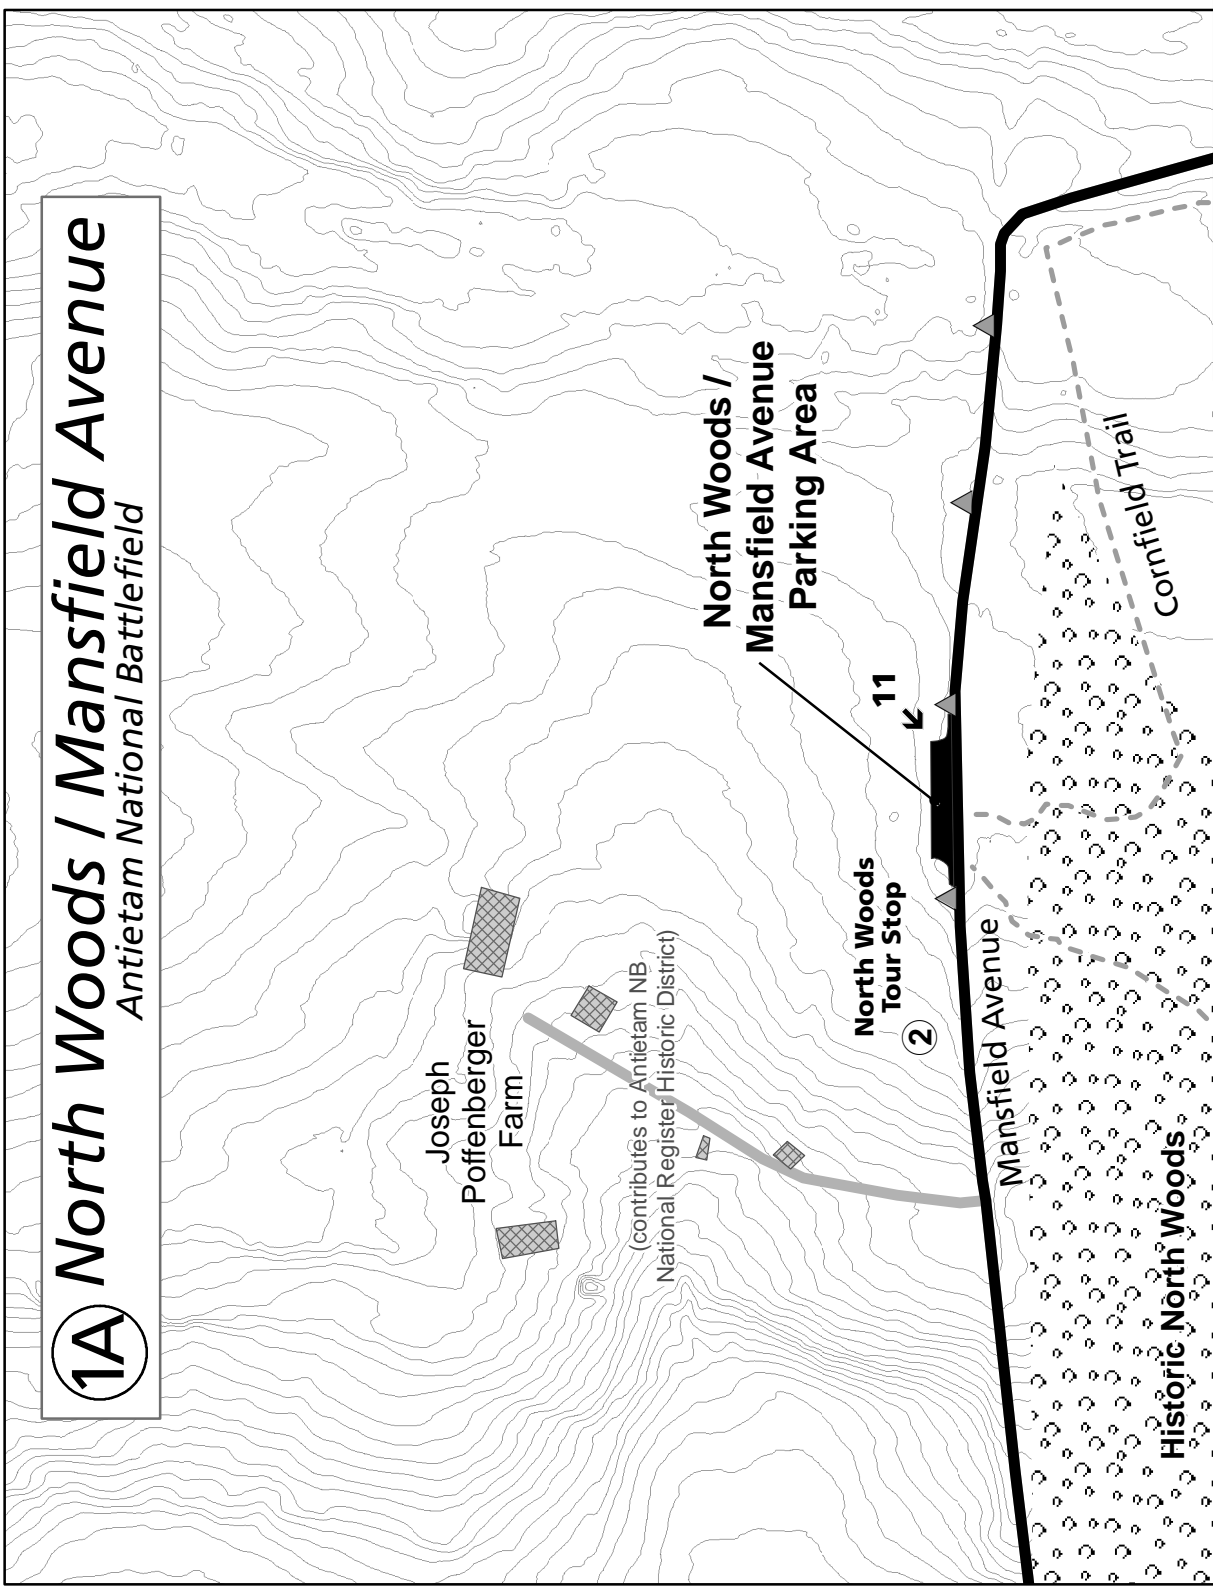 1A North Woods / Mansfield Avenue
Antietam National Battlefield
Joseph
Poffenberger
Farm
(contributes to Antietam NB
National Register Historic District)
North Woods /
Mansfield Avenue
Parking Area
11
North Woods
Tour Stop
2
Mansfield Avenue
Cornfield Trail
Historic North Woods